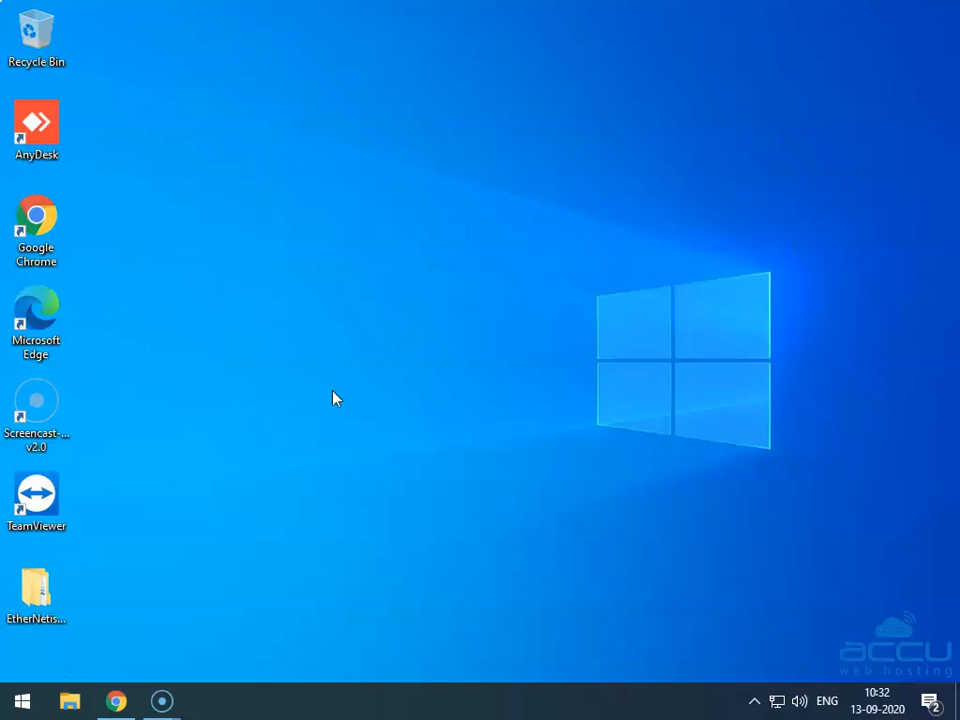 Recycle Bin
AnyDesk
Google
Chrome
Microsoft
Edge
Screencast-...
v2.0
TeamViewer
EtherNetis...
accu
web hosting
ENG
10:32
13-09-2020
2